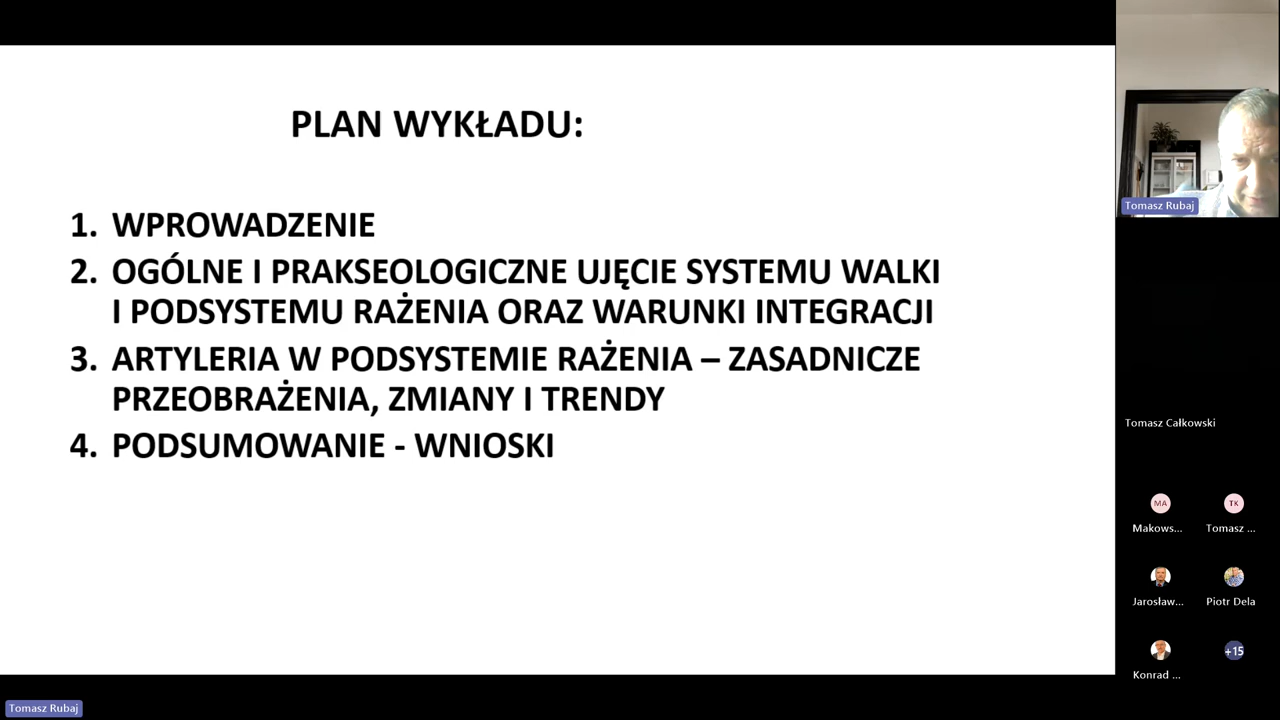 PLAN WYKŁADU:
1. WPROWADZENIE
2. OGÓLNE I PRAKSEOLOGICZNE UJĘCIE SYSTEMU WALKI
I PODSYSTEMU RAŻENIA ORAZ WARUNKI INTEGRACJI
3. ARTYLERIA W PODSYSTEMIE RAŻENIA – ZASADNICZE
PRZEOBRAŻENIA, ZMIANY I TRENDY
4. PODSUMOWANIE - WNIOSKI
Tomasz Rubaj
Tomasz Całkowski
MA
TK
Makows...
Tomasz ...
Jarosław...
Piotr Dela
Konrad ...
+15
Tomasz Rubaj